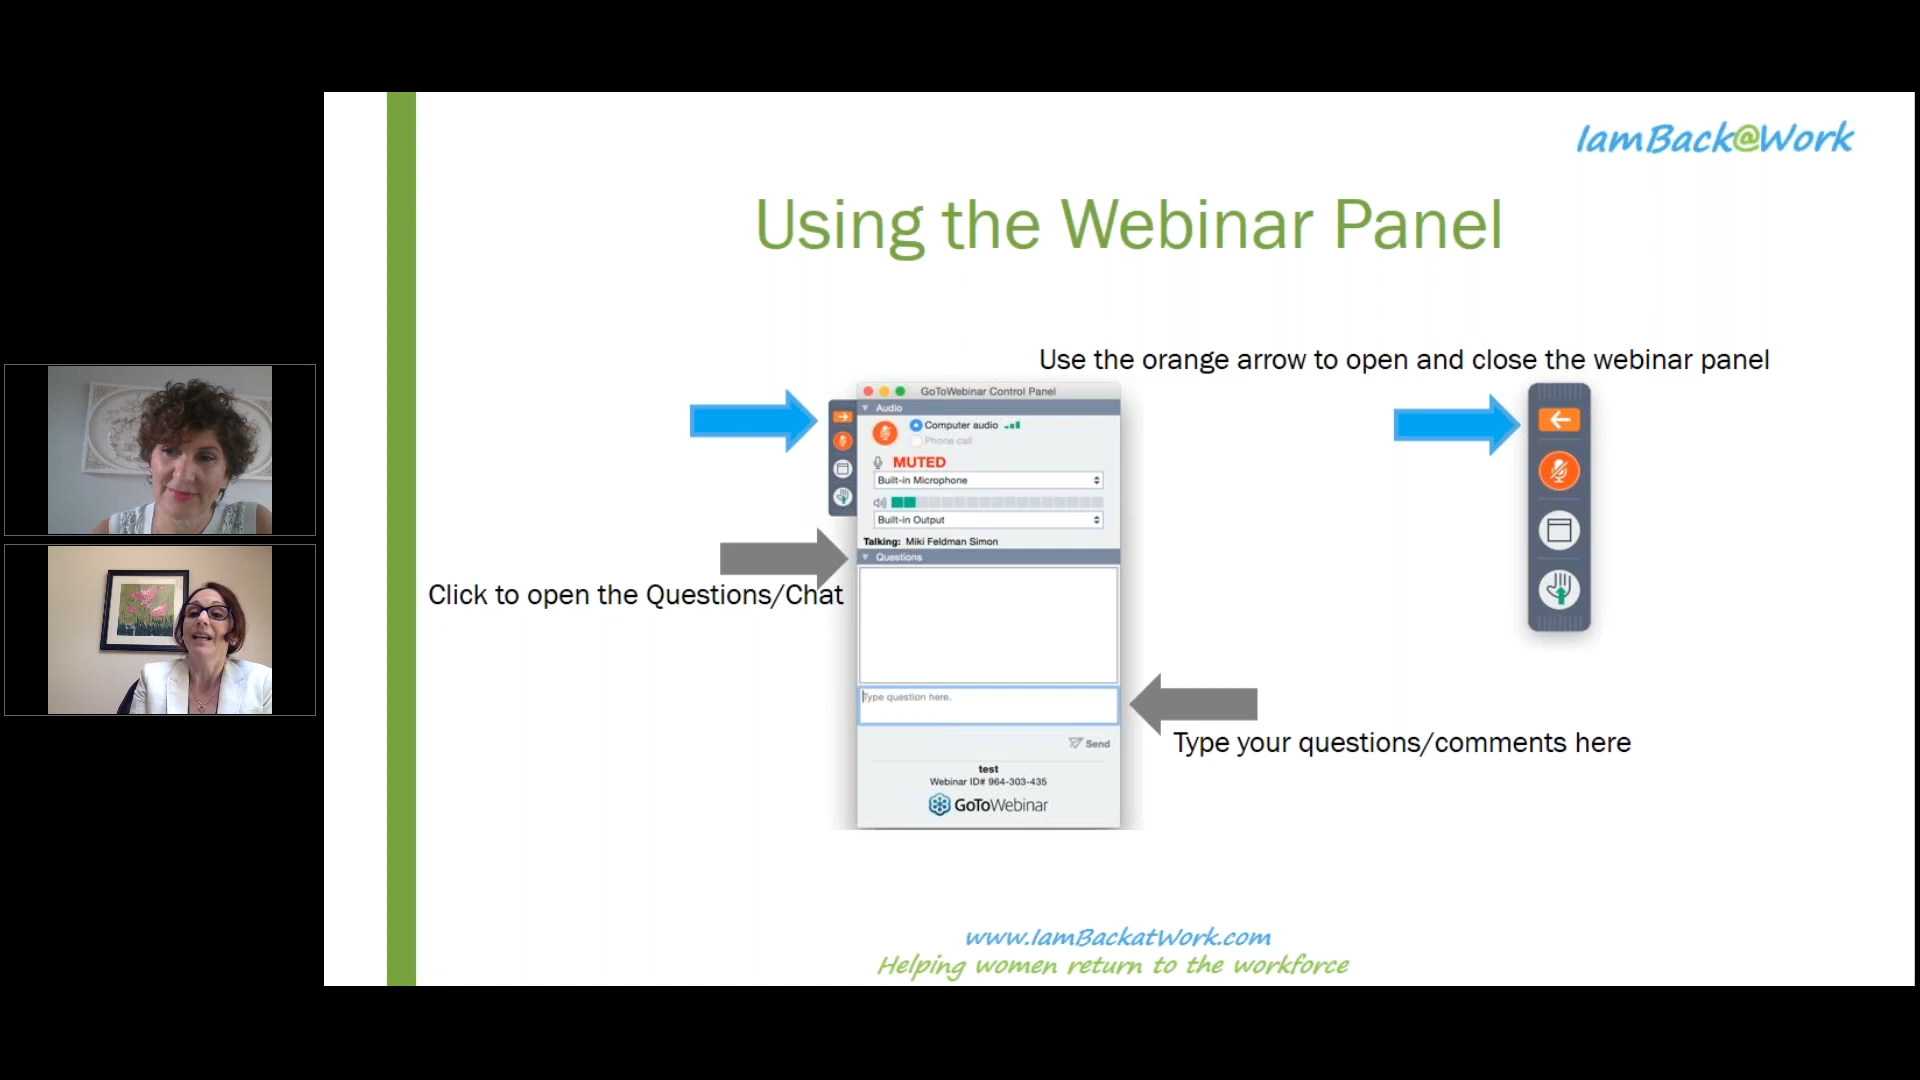 IamBack@Work
Using the Webinar Panel
Use the orange arrow to open and close the webinar panel
GoToWebinar Control Panel
Audio
Computer audio
Phone call
MUTED
Built-in Microphone
Built-in Output
Talking: Miki Feldman Simon
Questions
Click to open the Questions/Chat
Type question here.
Send
Type your questions/comments here
test
Webinar ID# 964-303-435
GoToWebinar
www.IamBackatWork.com
Helping women return to the workforce